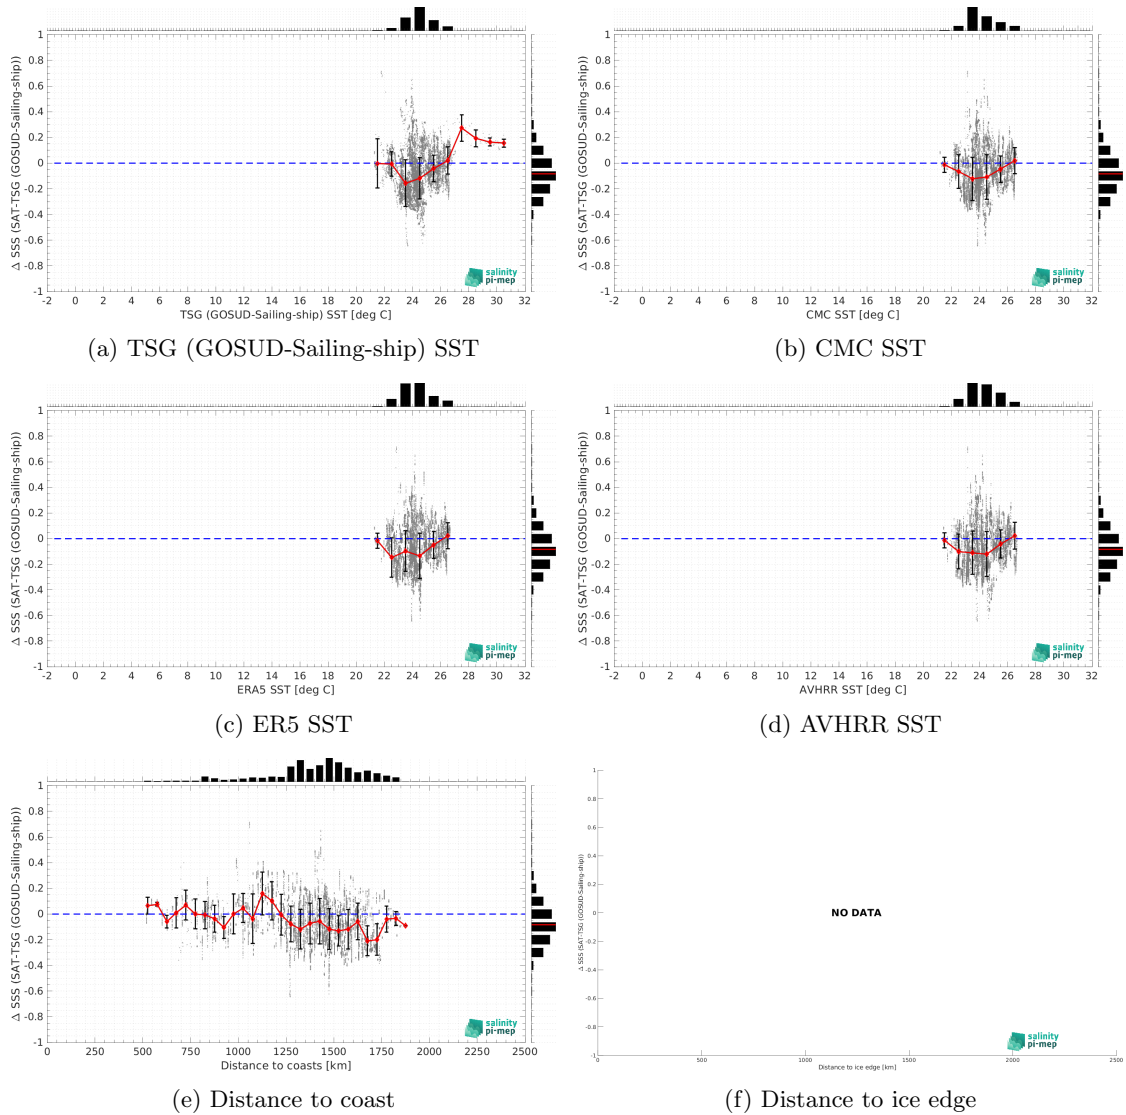 1
0.8
0.6
0.4
0.2
0
-0.2
-0.4
-0.6
-0.8
-1
Δ SSS (SAT-TSG (GOSUD-Sailing-ship))
salinity
pi-mep
-2 0 2 4 6 8 10 12 14 16 18 20 22 24 26 28 30 32
TSG (GOSUD-Sailing-ship) SST [deg C]
(a) TSG (GOSUD-Sailing-ship) SST
1
0.8
0.6
0.4
0.2
0
-0.2
-0.4
-0.6
-0.8
-1
Δ SSS (SAT-TSG (GOSUD-Sailing-ship))
salinity
pi-mep
-2 0 2 4 6 8 10 12 14 16 18 20 22 24 26 28 30 32
CMC SST [deg C]
(b) CMC SST
1
0.8
0.6
0.4
0.2
0
-0.2
-0.4
-0.6
-0.8
-1
Δ SSS (SAT-TSG (GOSUD-Sailing-ship))
salinity
pi-mep
-2 0 2 4 6 8 10 12 14 16 18 20 22 24 26 28 30 32
ERA5 SST [deg C]
(c) ER5 SST
1
0.8
0.6
0.4
0.2
0
-0.2
-0.4
-0.6
-0.8
-1
Δ SSS (SAT-TSG (GOSUD-Sailing-ship))
salinity
pi-mep
-2 0 2 4 6 8 10 12 14 16 18 20 22 24 26 28 30 32
AVHRR SST [deg C]
(d) AVHRR SST
1
0.8
0.6
0.4
0.2
0
-0.2
-0.4
-0.6
-0.8
-1
Δ SSS (SAT-TSG (GOSUD-Sailing-ship))
salinity
pi-mep
0 250 500 750 1000 1250 1500 1750 2000 2250 2500
Distance to coasts [km]
(e) Distance to coast
1
0.8
0.6
0.4
0.2
0
-0.2
-0.4
-0.6
-0.8
-1
Δ SSS (SAT-TSG (GOSUD-Sailing-ship))
NO DATA
salinity
pi-mep
0 500 1000 1500 2000 2500
Distance to ice edge [km]
(f) Distance to ice edge